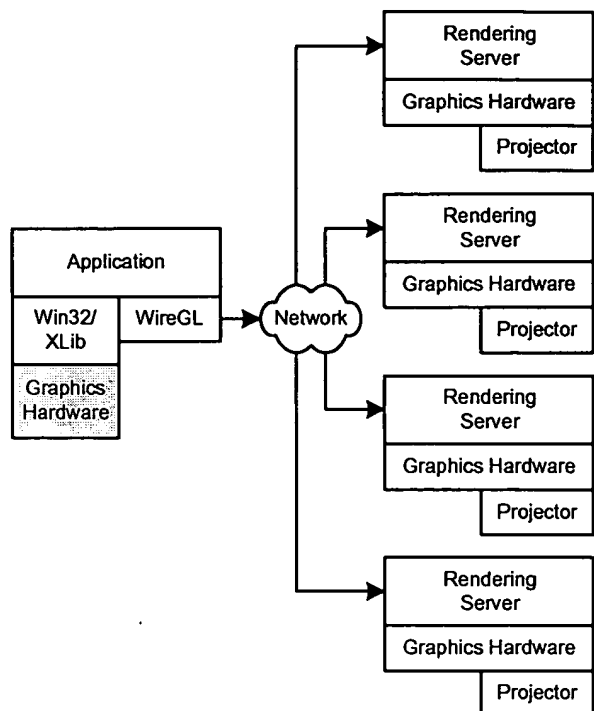 Application
Win32/
XLib
WireGL
Graphics
Hardware
Network
Rendering
Server
Graphics Hardware
Projector
Rendering
Server
Graphics Hardware
Projector
Rendering
Server
Graphics Hardware
Projector
Rendering
Server
Graphics Hardware
Projector